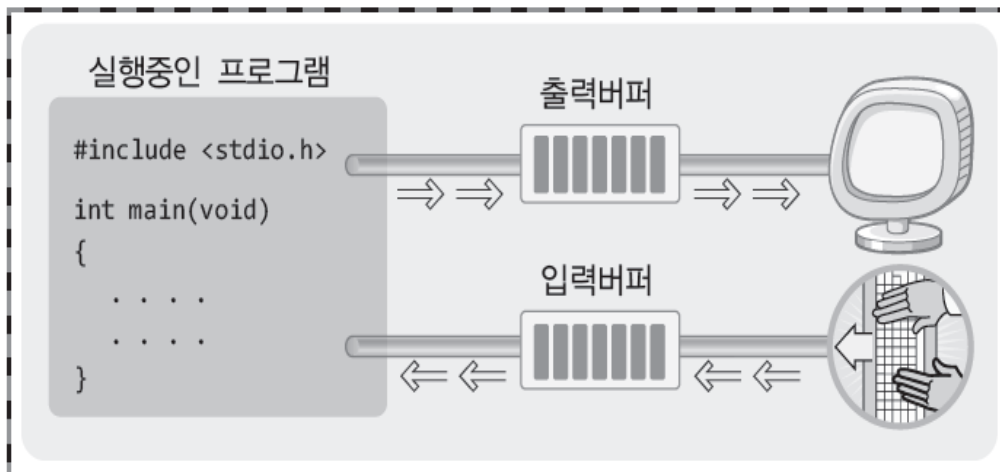 실행중인 프로그램
#include <stdio.h>
int main(void)
{
. . . .
. . . .
}
출력버퍼
입력버퍼